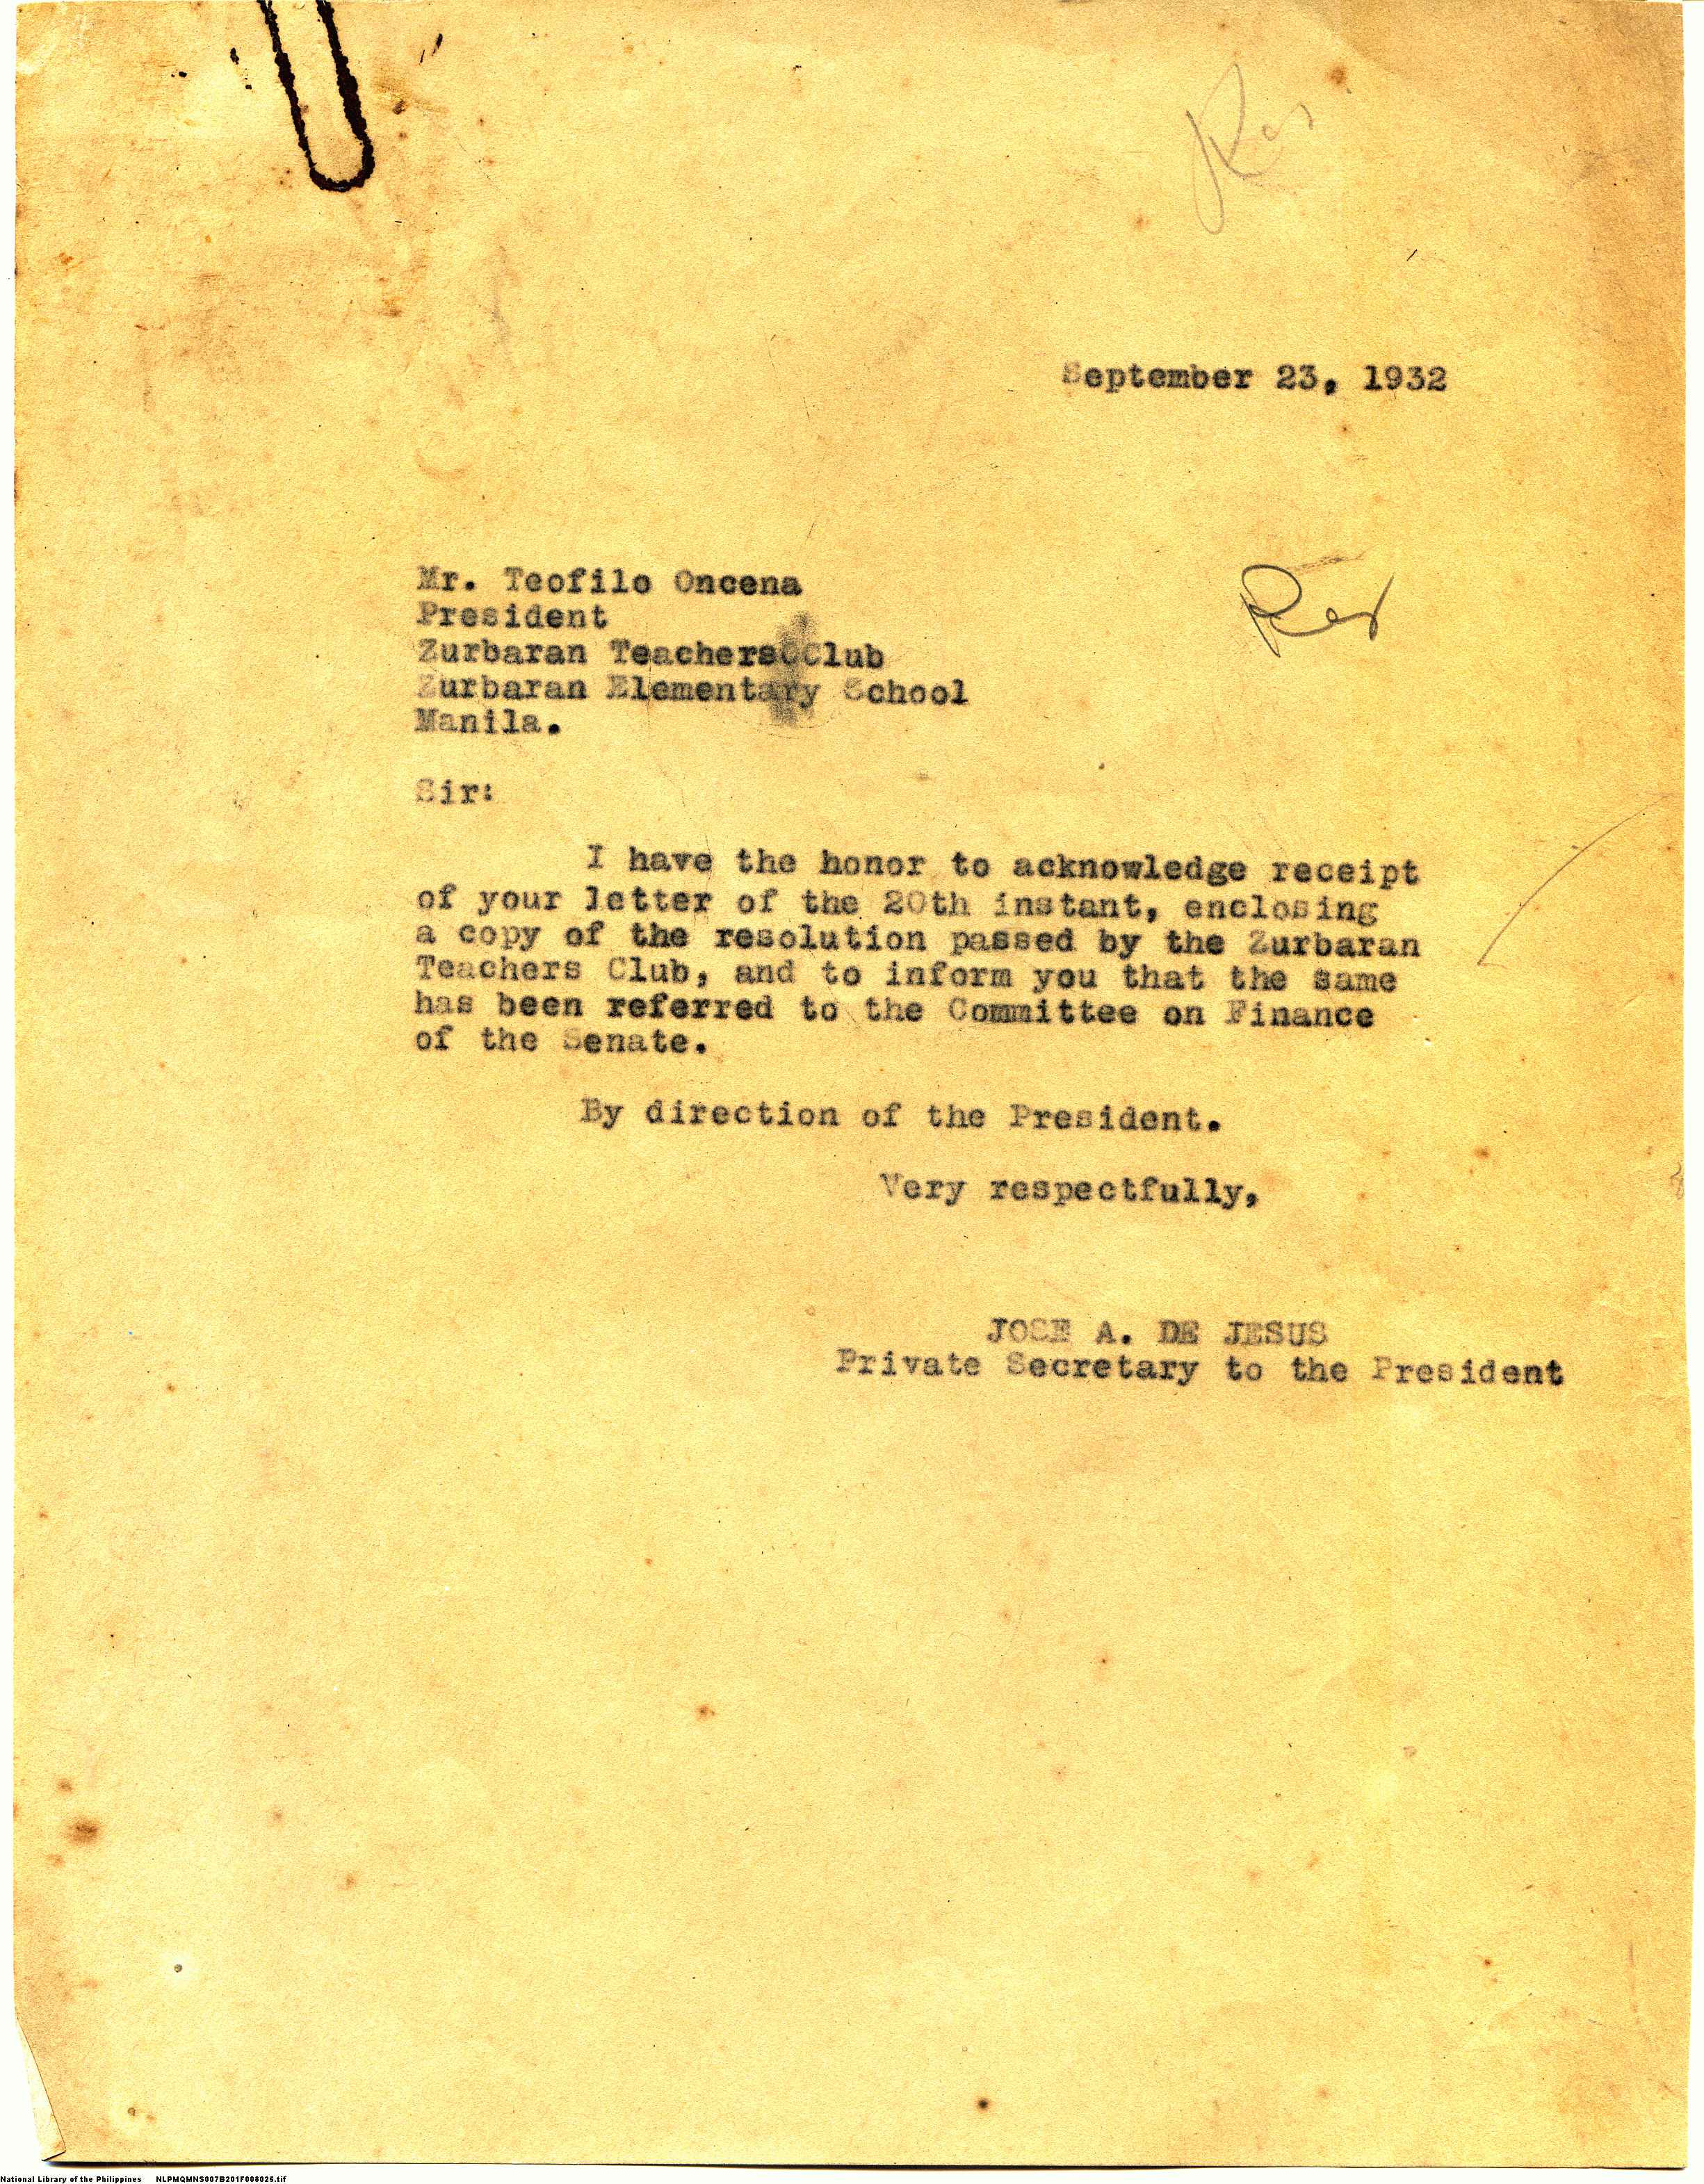 Res
September 23, 1932
Mr. Teofilo Oncena
Res
President
Zurbaran Teachers Club
Zurbaran Elementary School
Manila.
Sir:
I have the honor to acknowledge receipt
of your letter of the 20th instant, enclosing
a copy of the resolution passed by the Zurbaran
Teachers Club, and to inform you that the same
has been referred to the Committee on Finance
of the Senate.
By direction of the President.
Very respectfully,
JOSE A. DE JESUS
Private Secretary to the President
National Library of the Philippines NLPMQMNS007B201F008025.tif